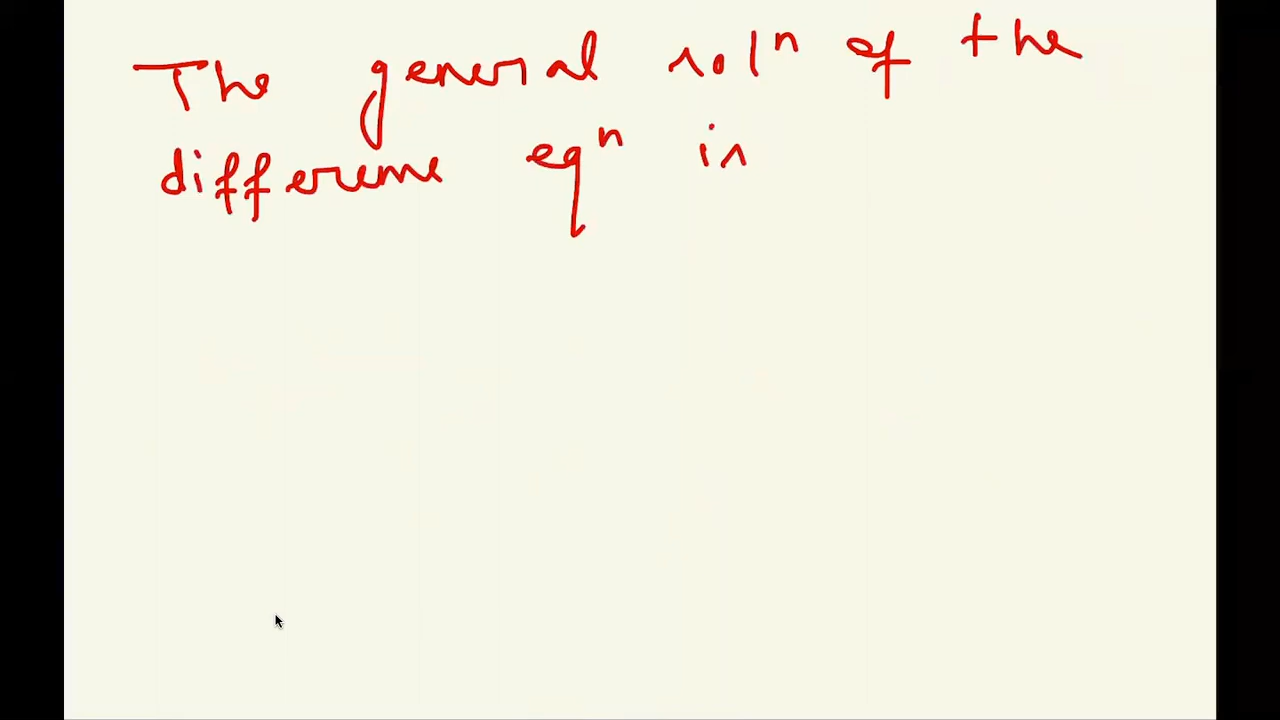 The general solⁿ of the
difference eqⁿ is